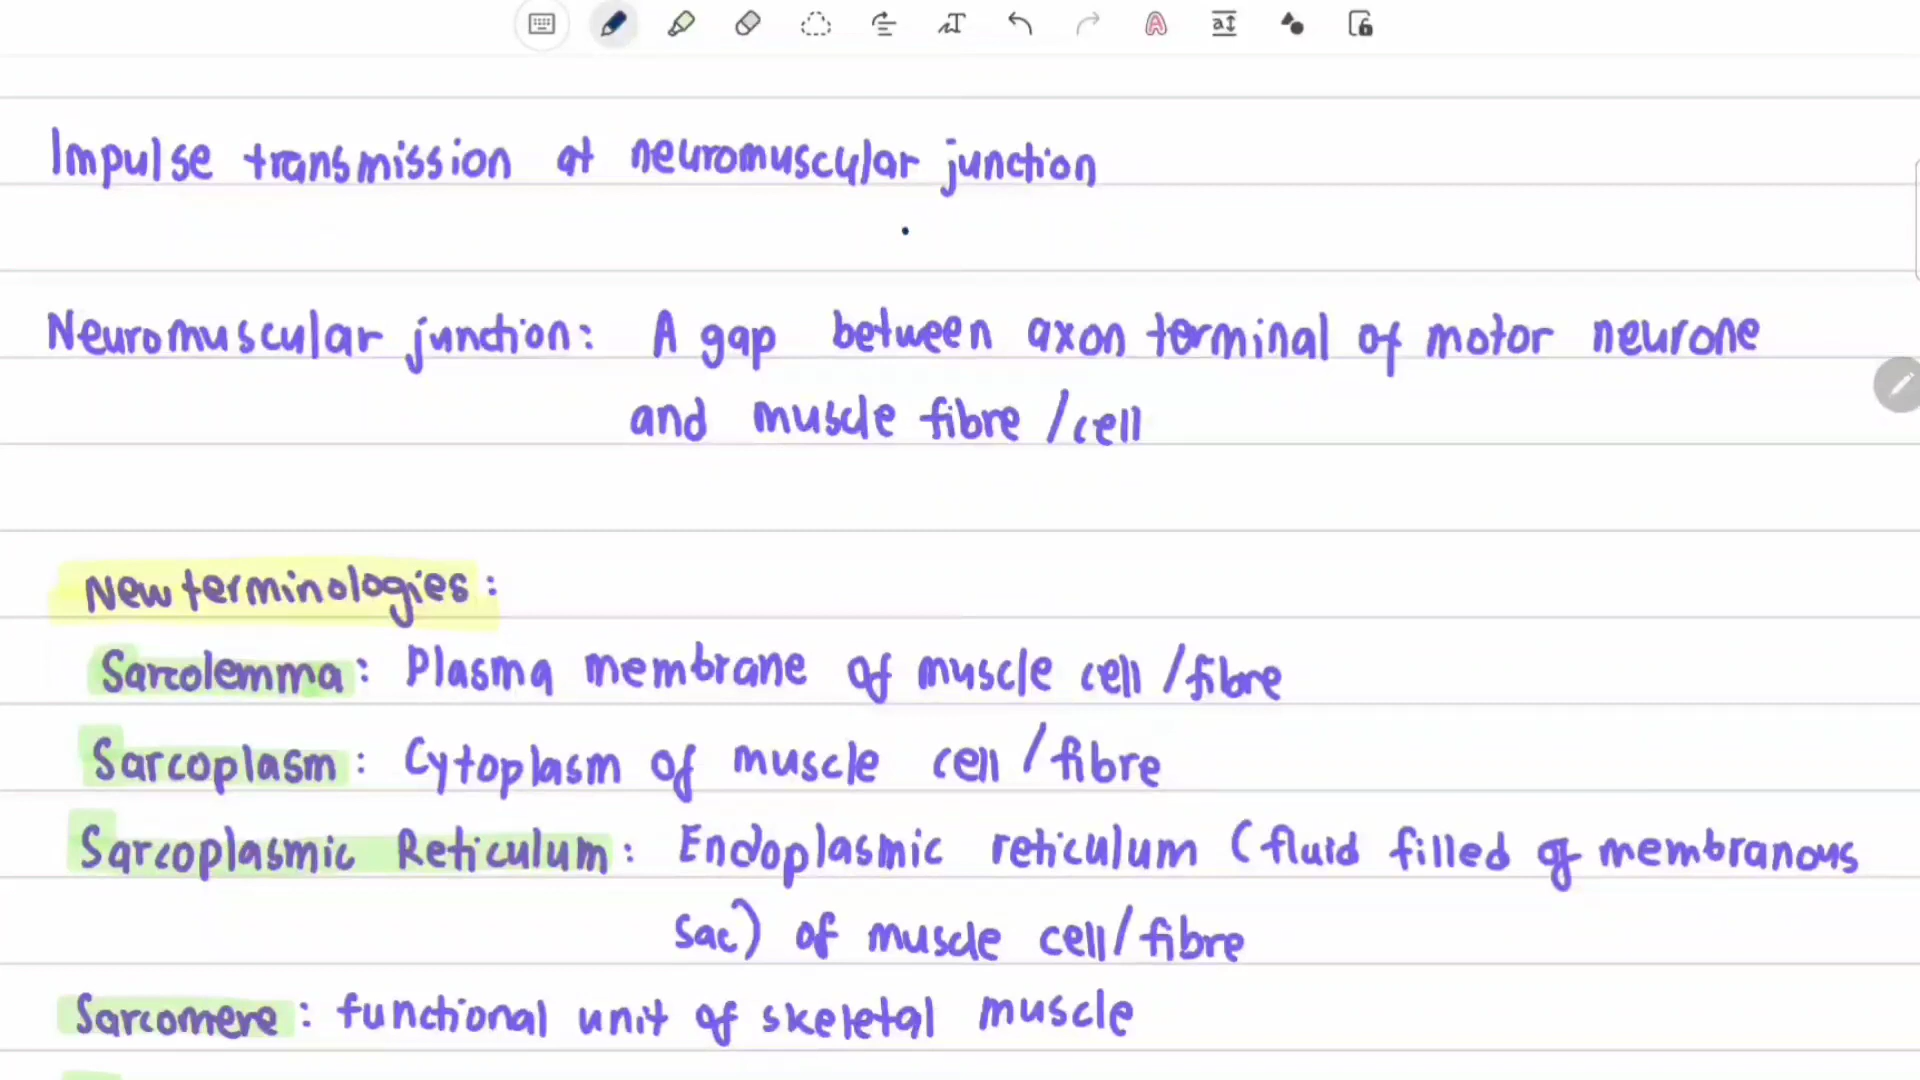 Impulse transmission at neuromuscular junction
Neuromuscular junction: A gap between axon terminal of motor neurone
and muscle fibre /cell
New terminologies:
Sarcolemma: Plasma membrane of muscle cell /fibre
Sarcoplasm: Cytoplasm of muscle cell /fibre
Sarcoplasmic Reticulum: Endoplasmic reticulum (fluid filled of membranous
sac) of muscle cell/fibre
Sarcomere: functional unit of skeletal muscle